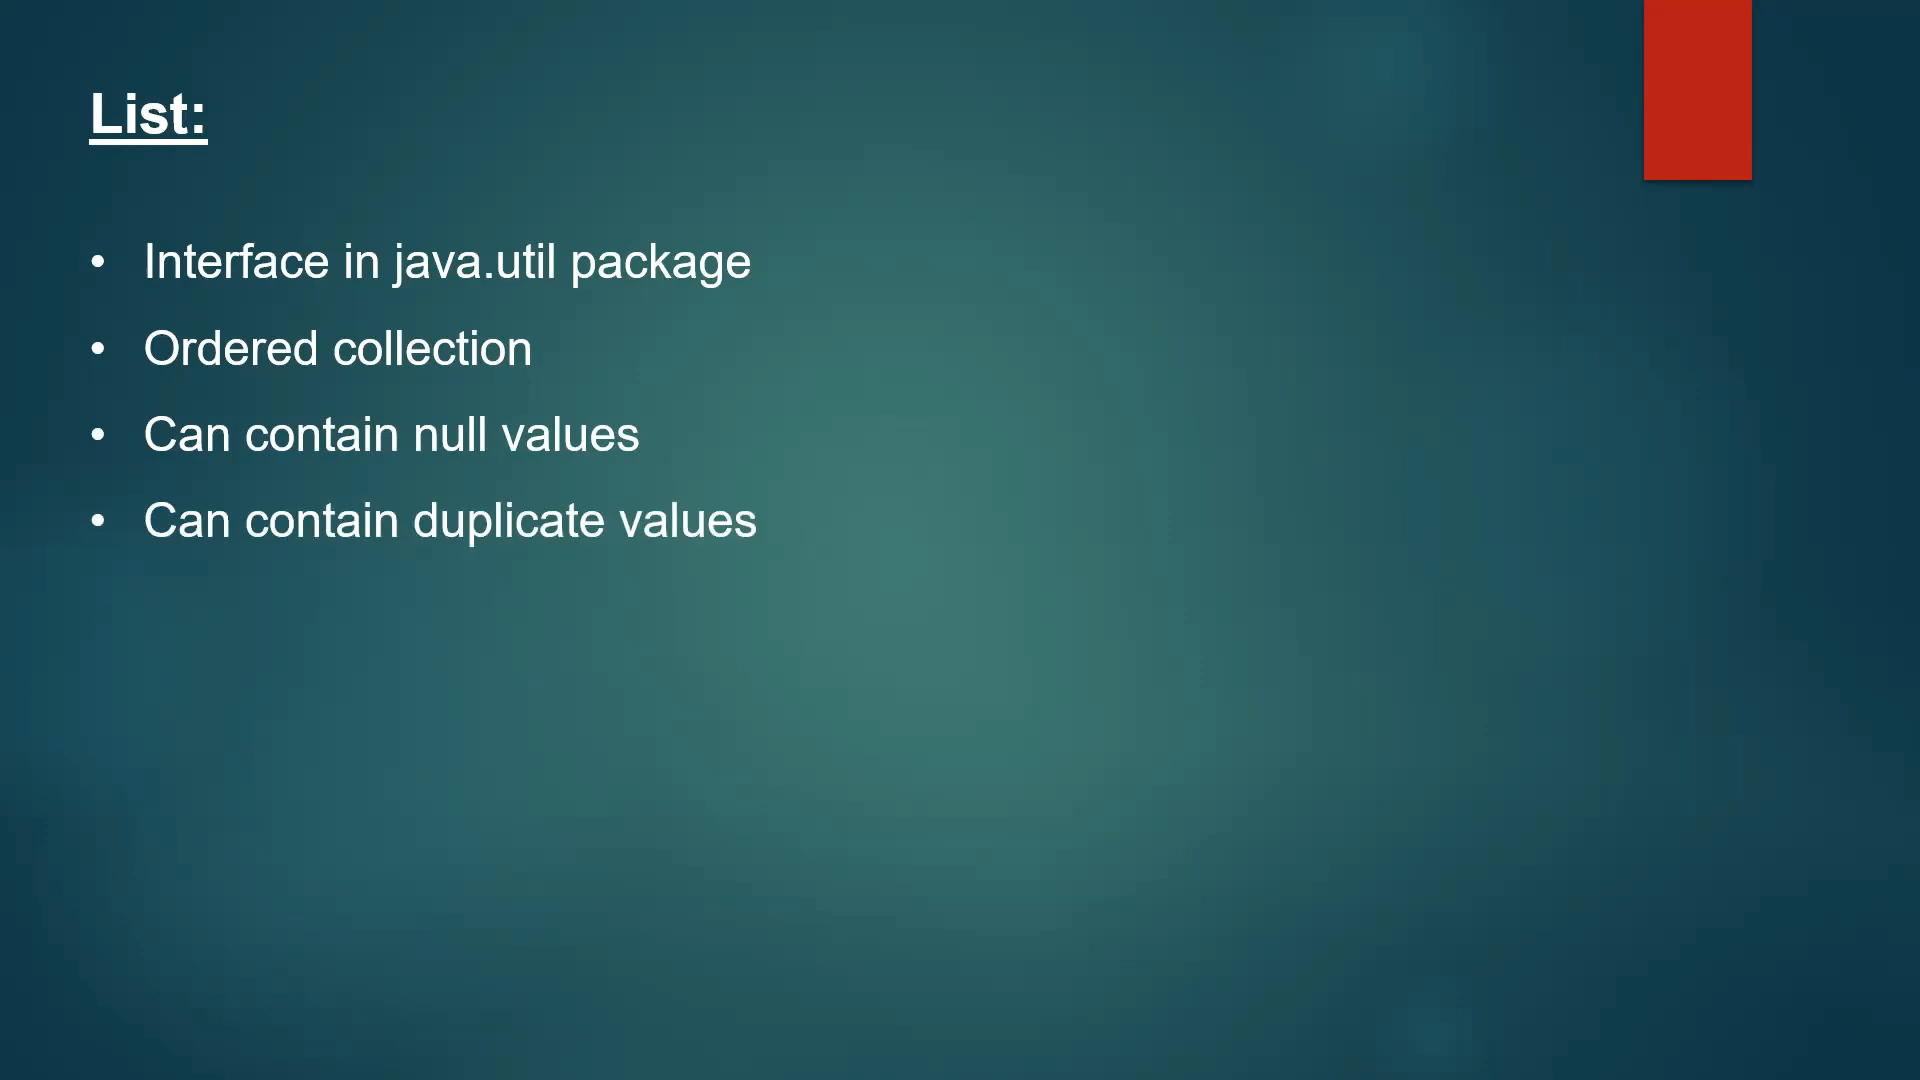 List:
• Interface in java.util package
• Ordered collection
• Can contain null values
• Can contain duplicate values